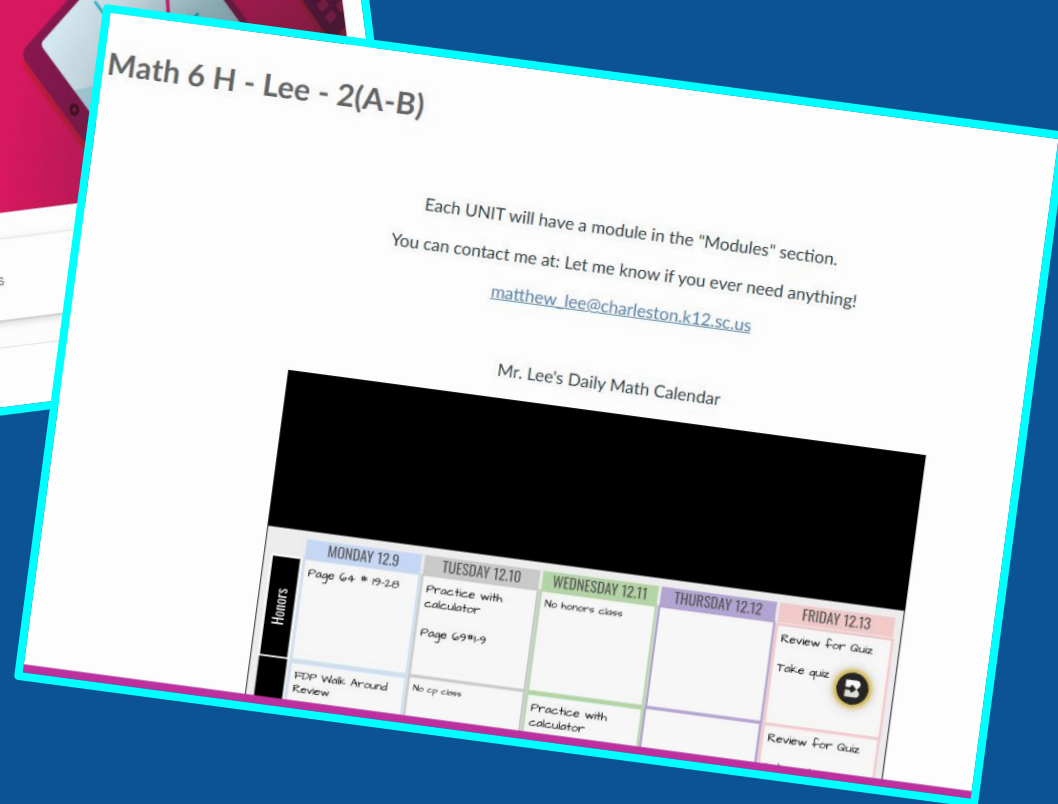 Math 6 H - Lee - 2(A-B)
Each UNIT will have a module in the "Modules" section.
You can contact me at: Let me know if you ever need anything!
matthew_lee@charleston.k12.sc.us
Mr. Lee's Daily Math Calendar
MONDAY 12.9
TUESDAY 12.10
WEDNESDAY 12.11
THURSDAY 12.12
FRIDAY 12.13
Honors
Page 64 # 19-28
Practice with
calculator
Page 69#1-9
No honors class
Review for Quiz
Take quiz
FDP Walk Around
Review
No cp class
Practice with
calculator
Review for Quiz